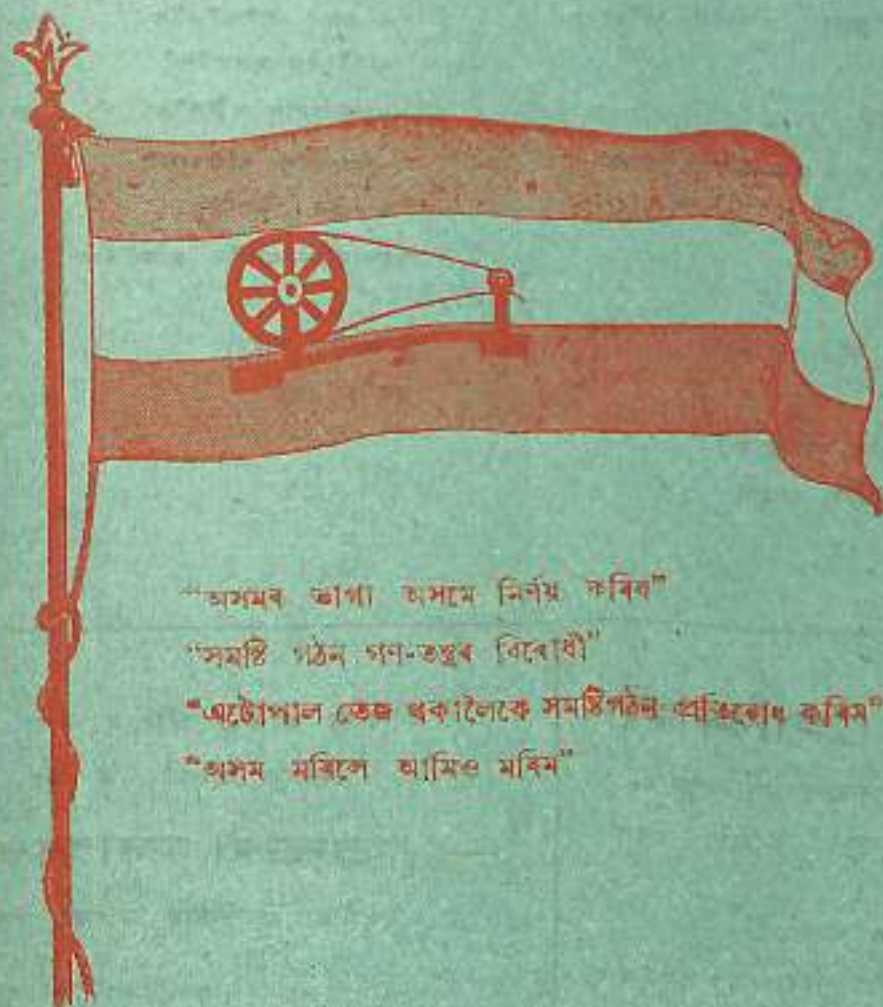 "অসমৰ ভাগ্য অসমে নিৰ্ণয় কৰিব"
"সমষ্টি গঠন গণ-তন্ত্ৰৰ বিৰোধী"
"এটোপাল তেজ থকালৈকে সমষ্টিগঠন প্ৰতিৰোধ কৰিম"
"অসম মৰিলে আমিও মৰিম"